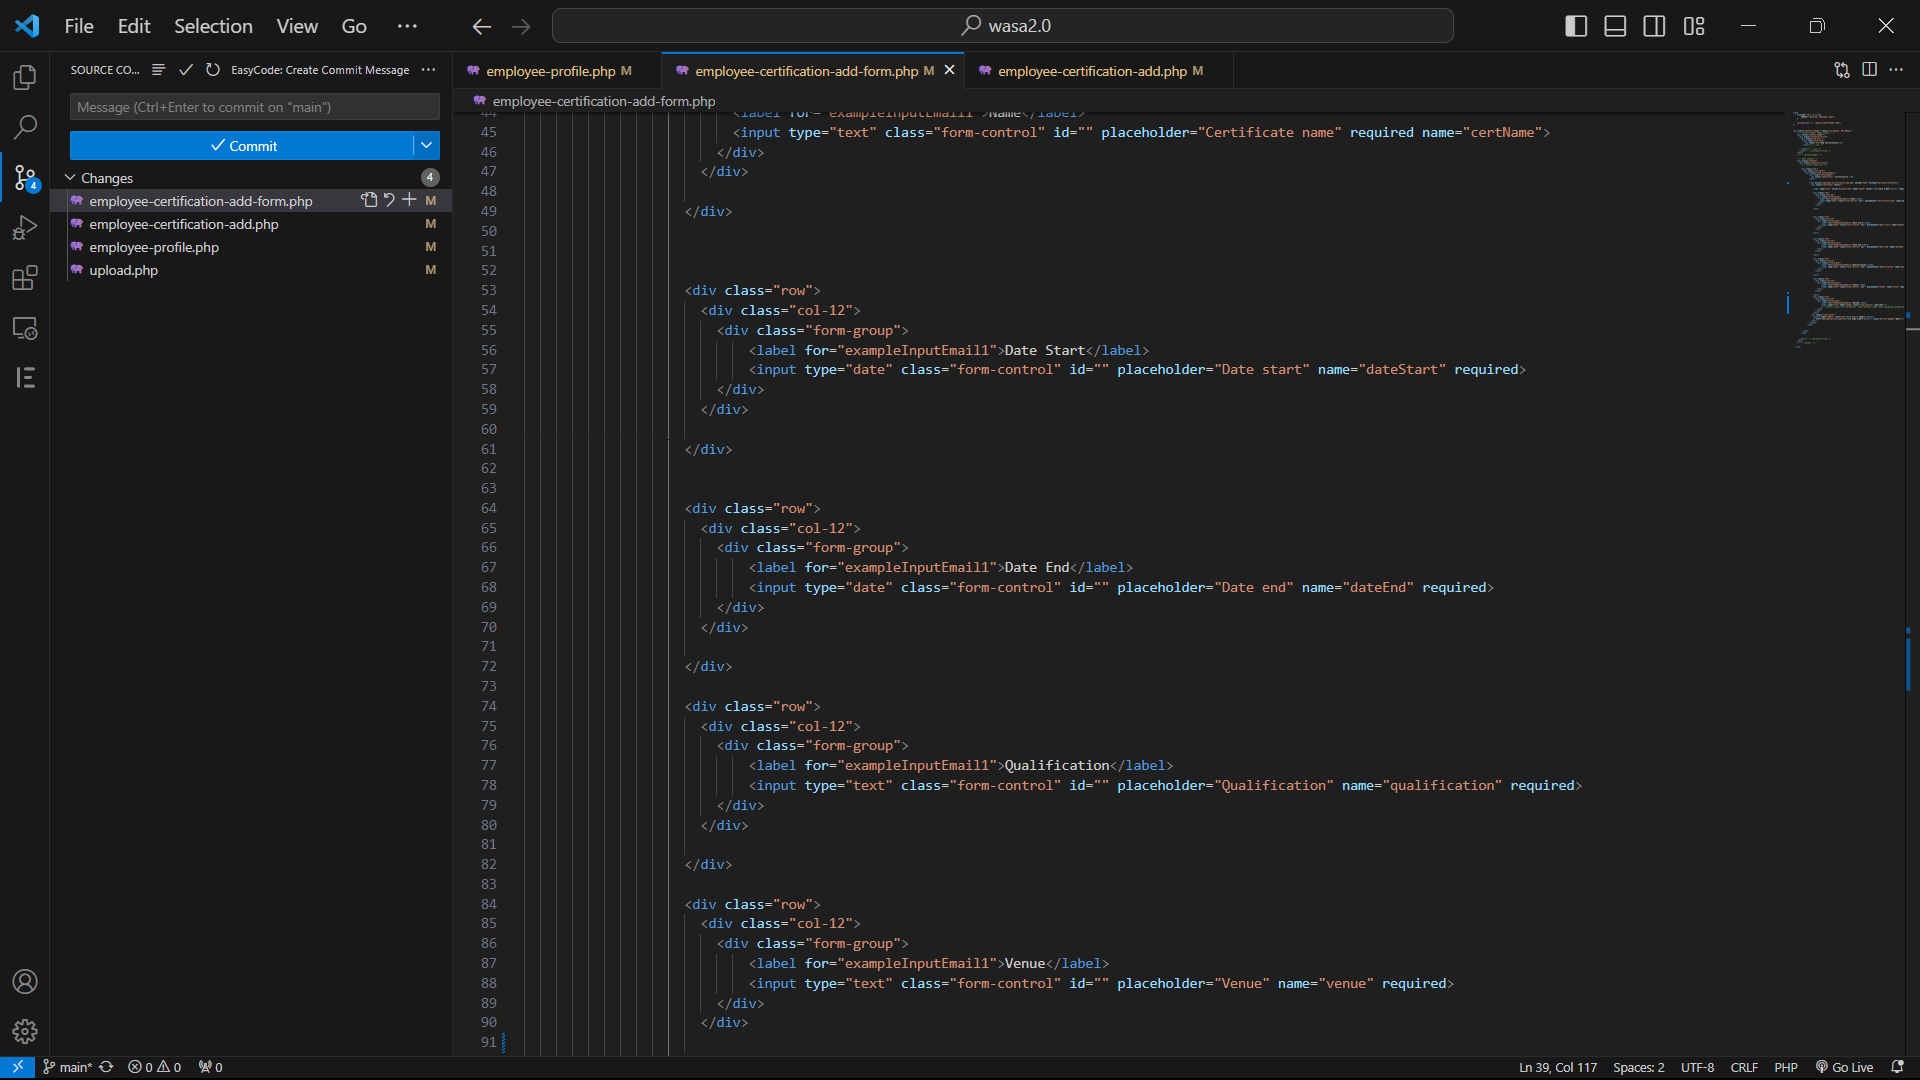 File Edit Selection View Go ··· wasa2.0
SOURCE CO... EasyCode: Create Commit Message ···
Message (Ctrl+Enter to commit on "main")
Commit
Changes 4
employee-certification-add-form.php M
employee-certification-add.php M
employee-profile.php M
upload.php M
4
employee-profile.php M employee-certification-add-form.php M employee-certification-add.php M ···
employee-certification-add-form.php
44 <label for="exampleInputEmail1">Name</label>
45 <input type="text" class="form-control" id="" placeholder="Certificate name" required name="certName">
46 </div>
47 </div>
48
49 </div>
50
51
52
53 <div class="row">
54 <div class="col-12">
55 <div class="form-group">
56 <label for="exampleInputEmail1">Date Start</label>
57 <input type="date" class="form-control" id="" placeholder="Date start" name="dateStart" required>
58 </div>
59 </div>
60
61 </div>
62
63
64 <div class="row">
65 <div class="col-12">
66 <div class="form-group">
67 <label for="exampleInputEmail1">Date End</label>
68 <input type="date" class="form-control" id="" placeholder="Date end" name="dateEnd" required>
69 </div>
70 </div>
71
72 </div>
73
74 <div class="row">
75 <div class="col-12">
76 <div class="form-group">
77 <label for="exampleInputEmail1">Qualification</label>
78 <input type="text" class="form-control" id="" placeholder="Qualification" name="qualification" required>
79 </div>
80 </div>
81
82 </div>
83
84 <div class="row">
85 <div class="col-12">
86 <div class="form-group">
87 <label for="exampleInputEmail1">Venue</label>
88 <input type="text" class="form-control" id="" placeholder="Venue" name="venue" required>
89 </div>
90 </div>
91
main* 0 0 0 Ln 39, Col 117 Spaces: 2 UTF-8 CRLF PHP Go Live